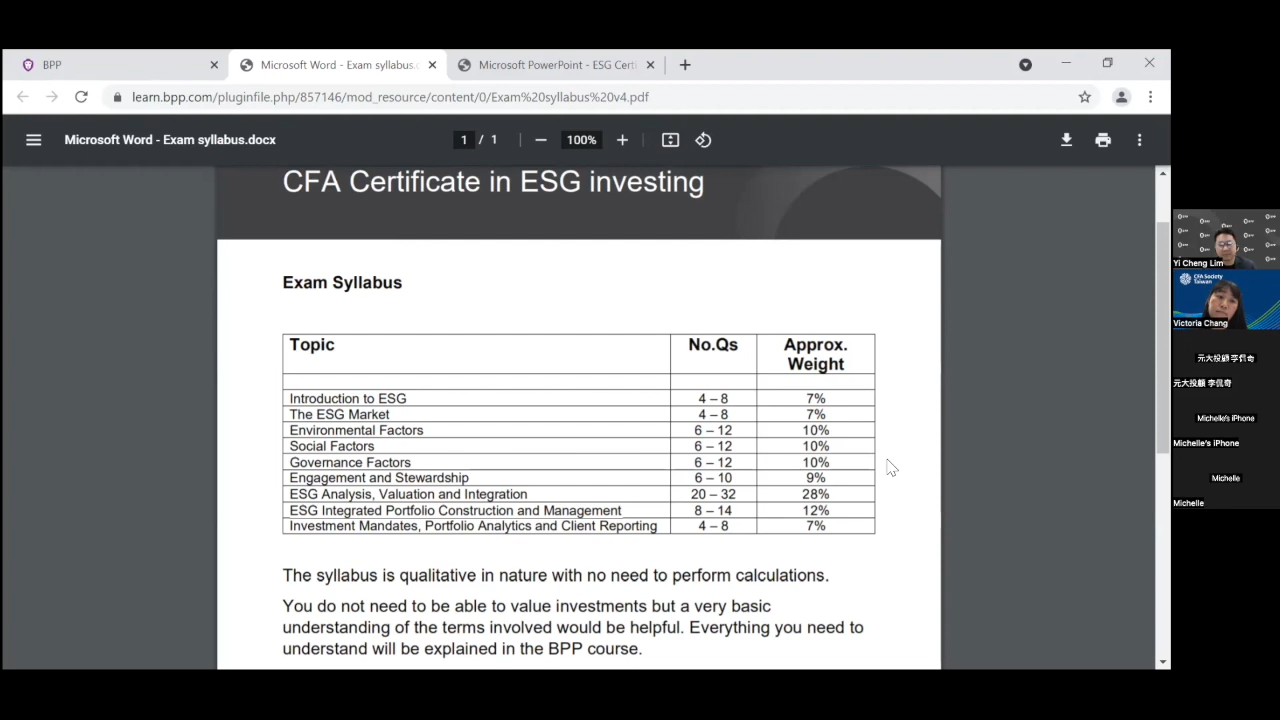 BPP
Microsoft Word - Exam syllabus.
Microsoft PowerPoint - ESG Certi
learn.bpp.com/pluginfile.php/857146/mod_resource/content/0/Exam%20syllabus%20v4.pdf
Microsoft Word - Exam syllabus.docx
1 / 1
100%
CFA Certificate in ESG investing
Exam Syllabus
Topic No.Qs Approx. Weight
Introduction to ESG 4 – 8 7%
The ESG Market 4 – 8 7%
Environmental Factors 6 – 12 10%
Social Factors 6 – 12 10%
Governance Factors 6 – 12 10%
Engagement and Stewardship 6 – 10 9%
ESG Analysis, Valuation and Integration 20 – 32 28%
ESG Integrated Portfolio Construction and Management 8 – 14 12%
Investment Mandates, Portfolio Analytics and Client Reporting 4 – 8 7%
The syllabus is qualitative in nature with no need to perform calculations.
You do not need to be able to value investments but a very basic
understanding of the terms involved would be helpful. Everything you need to
understand will be explained in the BPP course.
Yi Cheng Lim
CFA Society
Taiwan
Victoria Chang
元大投顧 李侃奇
元大投顧 李侃奇
Michelle's iPhone
Michelle's iPhone
Michelle
Michelle